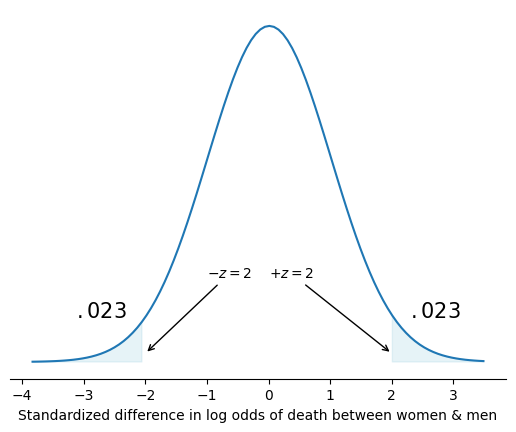 −z = 2 +z = 2
.023 .023
−4 −3 −2 −1 0 1 2 3
Standardized difference in log odds of death between women & men